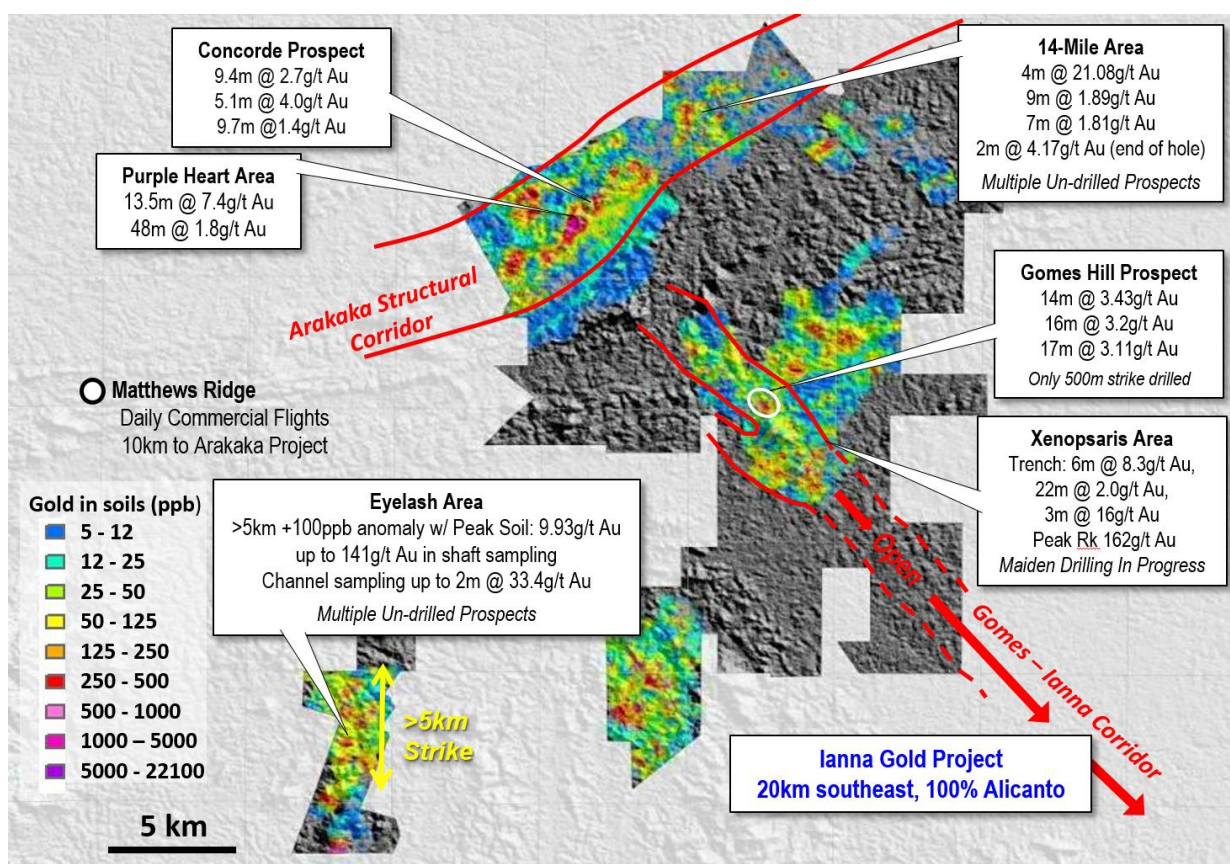 Concorde Prospect
9.4m @ 2.7g/t Au
5.1m @ 4.0g/t Au
9.7m @1.4g/t Au
Purple Heart Area
13.5m @ 7.4g/t Au
48m @ 1.8g/t Au
14-Mile Area
4m @ 21.08g/t Au
9m @ 1.89g/t Au
7m @ 1.81g/t Au
2m @ 4.17g/t Au (end of hole)
Multiple Un-drilled Prospects
Arakaka Structural
Corridor
Gomes Hill Prospect
14m @ 3.43g/t Au
16m @ 3.2g/t Au
17m @ 3.11g/t Au
Only 500m strike drilled
Matthews Ridge
Daily Commercial Flights
10km to Arakaka Project
Xenopsaris Area
Trench: 6m @ 8.3g/t Au,
22m @ 2.0g/t Au,
3m @ 16g/t Au
Peak Rk 162g/t Au
Maiden Drilling In Progress
Gold in soils (ppb)
5 - 12
12 - 25
25 - 50
50 - 125
125 - 250
250 - 500
500 - 1000
1000 – 5000
5000 - 22100
5 km
Eyelash Area
>5km +100ppb anomaly w/ Peak Soil: 9.93g/t Au
up to 141g/t Au in shaft sampling
Channel sampling up to 2m @ 33.4g/t Au
Multiple Un-drilled Prospects
>5km
Strike
Open
Gomes – Ianna Corridor
Ianna Gold Project
20km southeast, 100% Alicanto